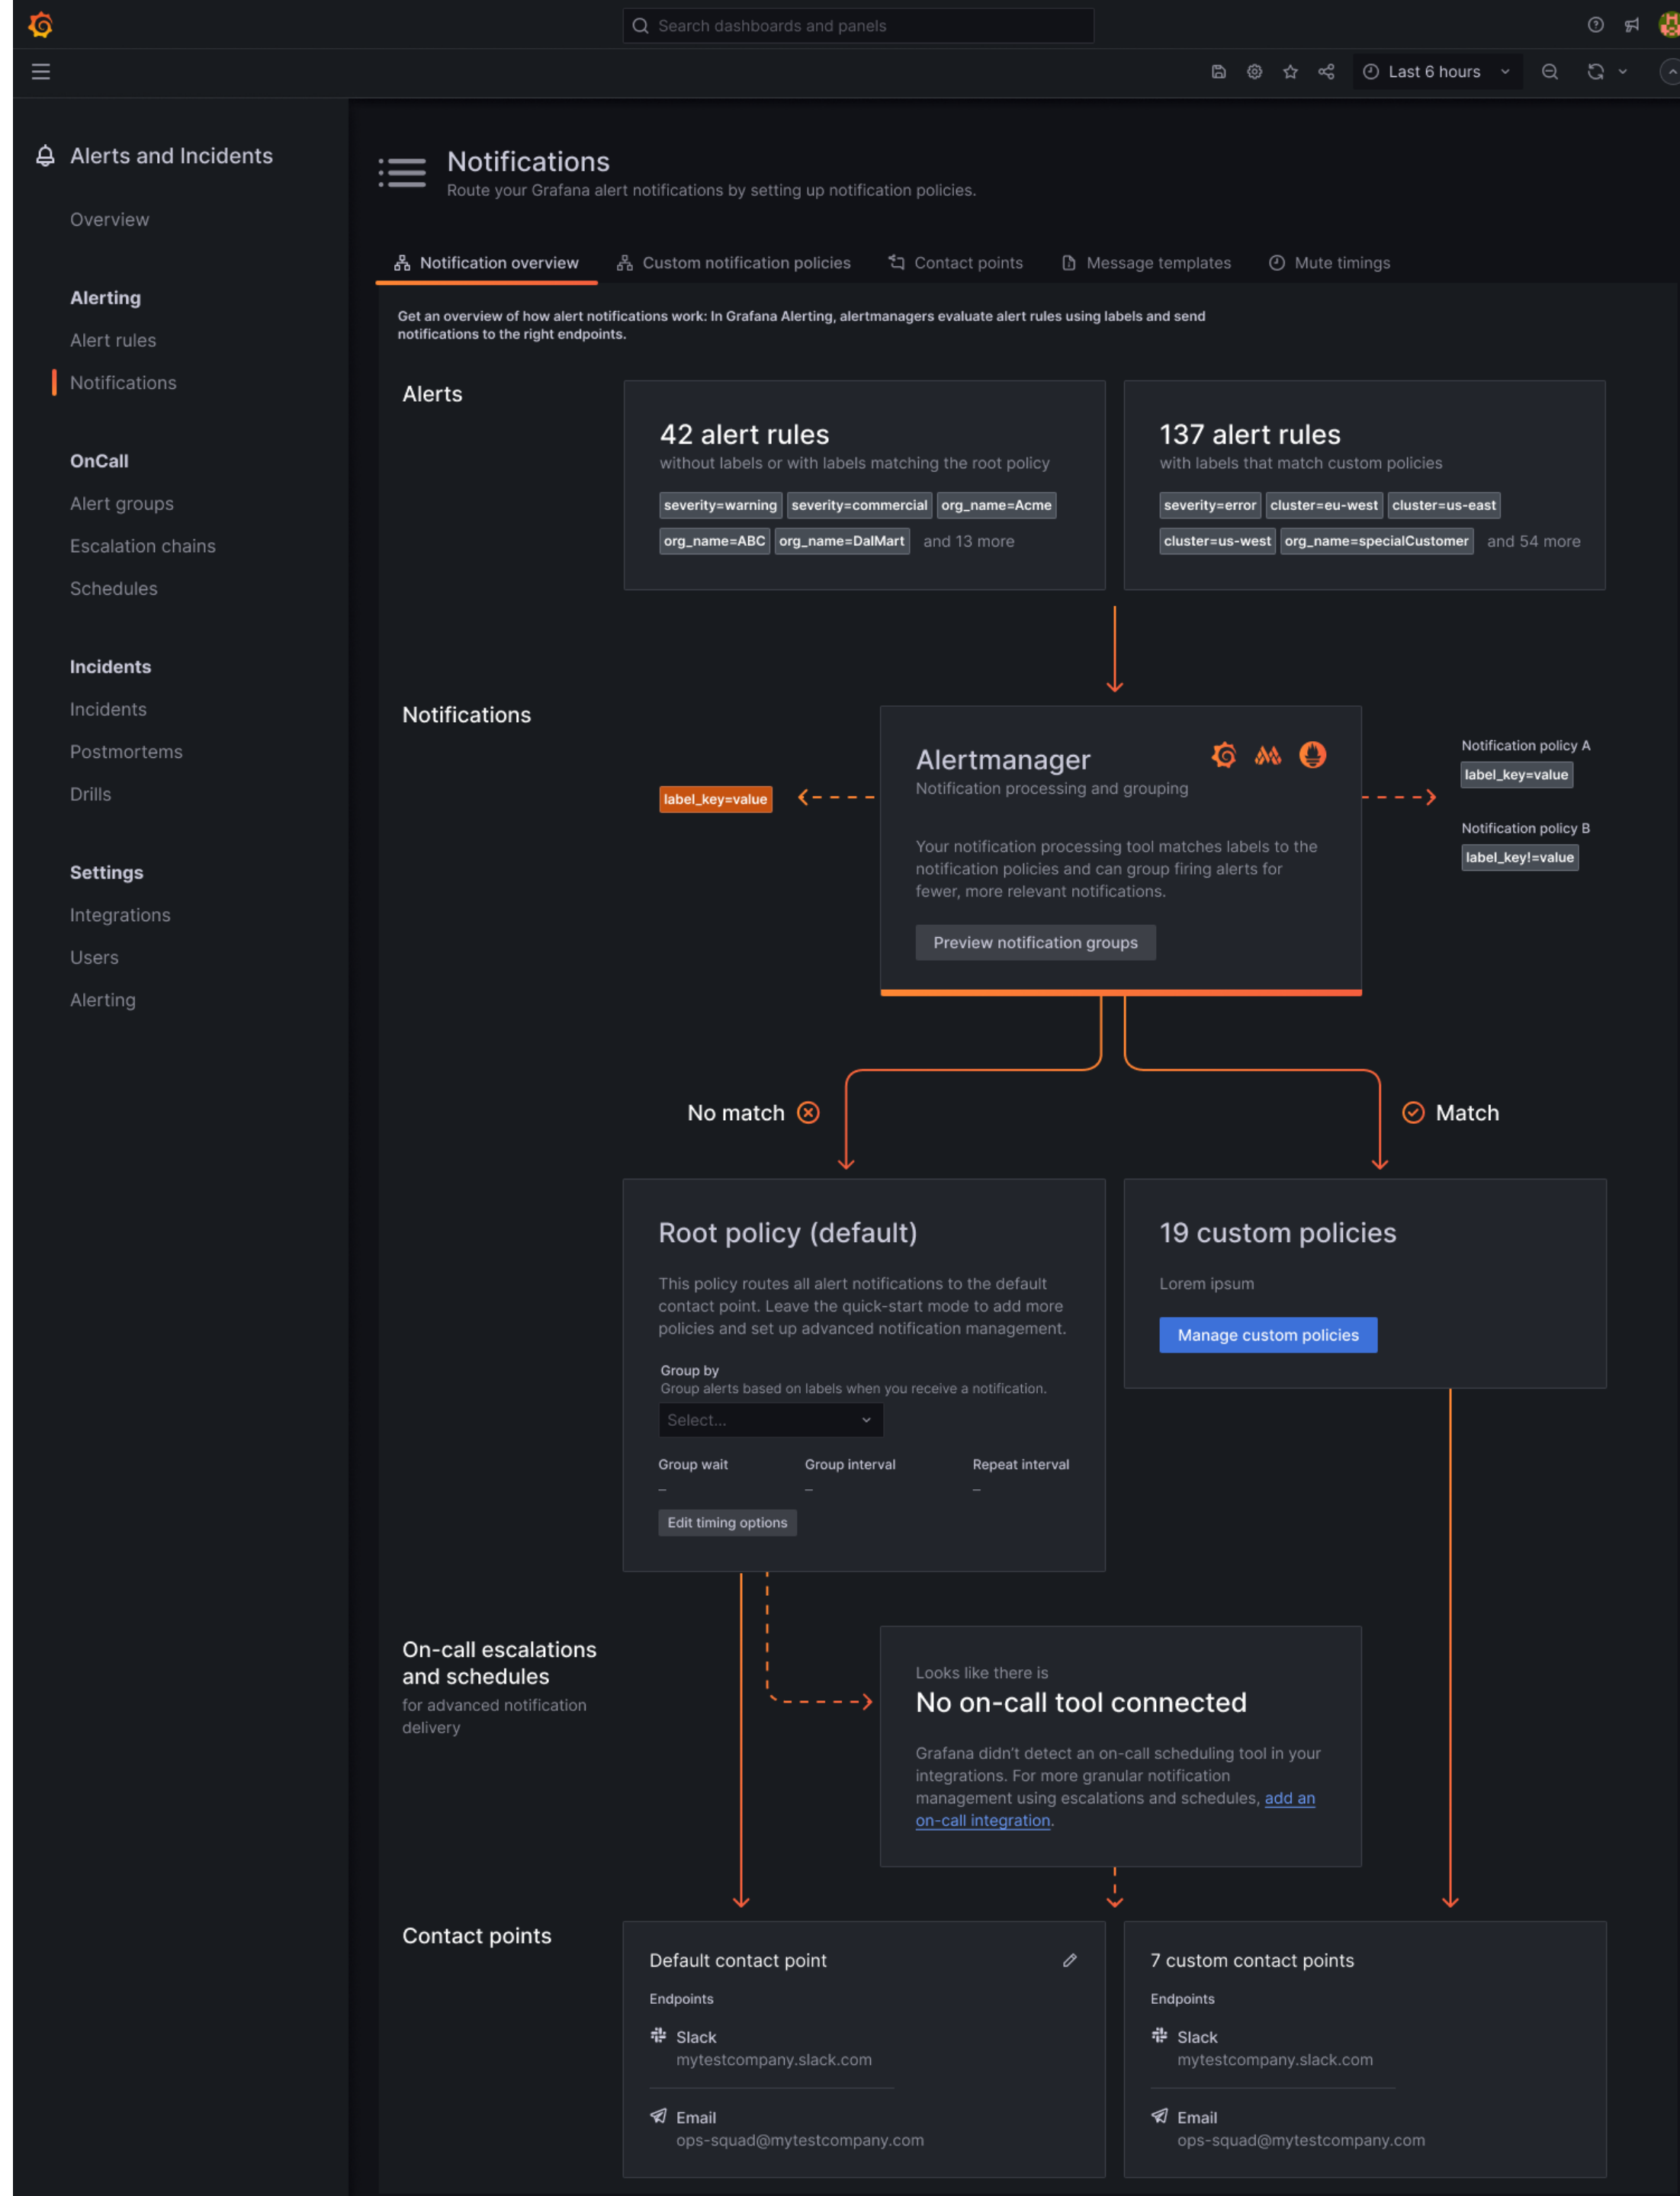 Search dashboards and panels
Last 6 hours
Alerts and Incidents
Overview
Alerting
Alert rules
Notifications
OnCall
Alert groups
Escalation chains
Schedules
Incidents
Incidents
Postmortems
Drills
Settings
Integrations
Users
Alerting
Notifications
Route your Grafana alert notifications by setting up notification policies.
Notification overview
Custom notification policies
Contact points
Message templates
Mute timings
Get an overview of how alert notifications work: In Grafana Alerting, alertmanagers evaluate alert rules using labels and send
notifications to the right endpoints.
Alerts
42 alert rules
without labels or with labels matching the root policy
severity=warning severity=commercial org_name=Acme
org_name=ABC org_name=DalMart and 13 more
137 alert rules
with labels that match custom policies
severity=error cluster=eu-west cluster=us-east
cluster=us-west org_name=specialCustomer and 54 more
Notifications
label_key=value
Alertmanager
Notification processing and grouping
Your notification processing tool matches labels to the
notification policies and can group firing alerts for
fewer, more relevant notifications.
Preview notification groups
Notification policy A
label_key=value
Notification policy B
label_key!=value
No match
Match
Root policy (default)
This policy routes all alert notifications to the default
contact point. Leave the quick-start mode to add more
policies and set up advanced notification management.
Group by
Group alerts based on labels when you receive a notification.
Select...
Group wait Group interval Repeat interval
– – –
Edit timing options
19 custom policies
Lorem ipsum
Manage custom policies
On-call escalations
and schedules
for advanced notification
delivery
Looks like there is
No on-call tool connected
Grafana didn't detect an on-call scheduling tool in your
integrations. For more granular notification
management using escalations and schedules, add an
on-call integration.
Contact points
Default contact point
Endpoints
Slack
mytestcompany.slack.com
Email
ops-squad@mytestcompany.com
7 custom contact points
Endpoints
Slack
mytestcompany.slack.com
Email
ops-squad@mytestcompany.com